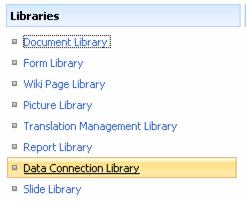 Libraries
Document Library
Form Library
Wiki Page Library
Picture Library
Translation Management Library
Report Library
Data Connection Library
Slide Library